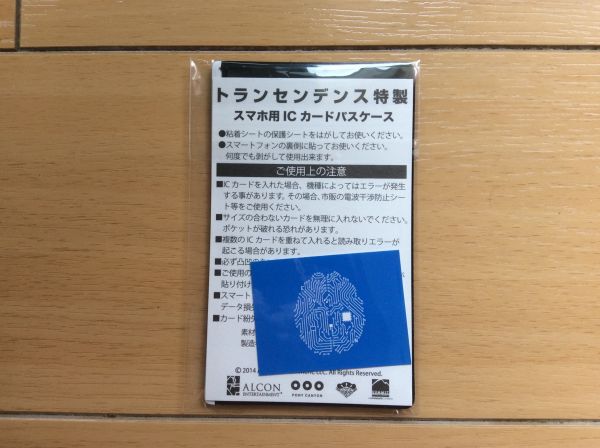 トランセンデンス特製
スマホ用 IC カードパスケース
●粘着シートの保護シートをはがしてお使いください。
●スマートフォンの裏側に貼ってお使いください。
何度でも剥がして使用出来ます。
ご使用上の注意
■IC カードを入れた場合、機種によってはエラーが発生
する事があります。その場合、市販の電波干渉防止シー
ト等をご使用ください。
■サイズの合わないカードを無理に入れないでください。
ポケットが破れる恐れがあります。
■複数の IC カードを重ねて入れると読み取りエラーが
起こる場合があります。
■必ず凸凹の
■ご使用の
貼り付け
■スマート
データ損
■カード紛
素材
製造
© 2014 A LLC. All Rights Reserved.
ALCON
ENTERTAINMENT
PONY CANYON